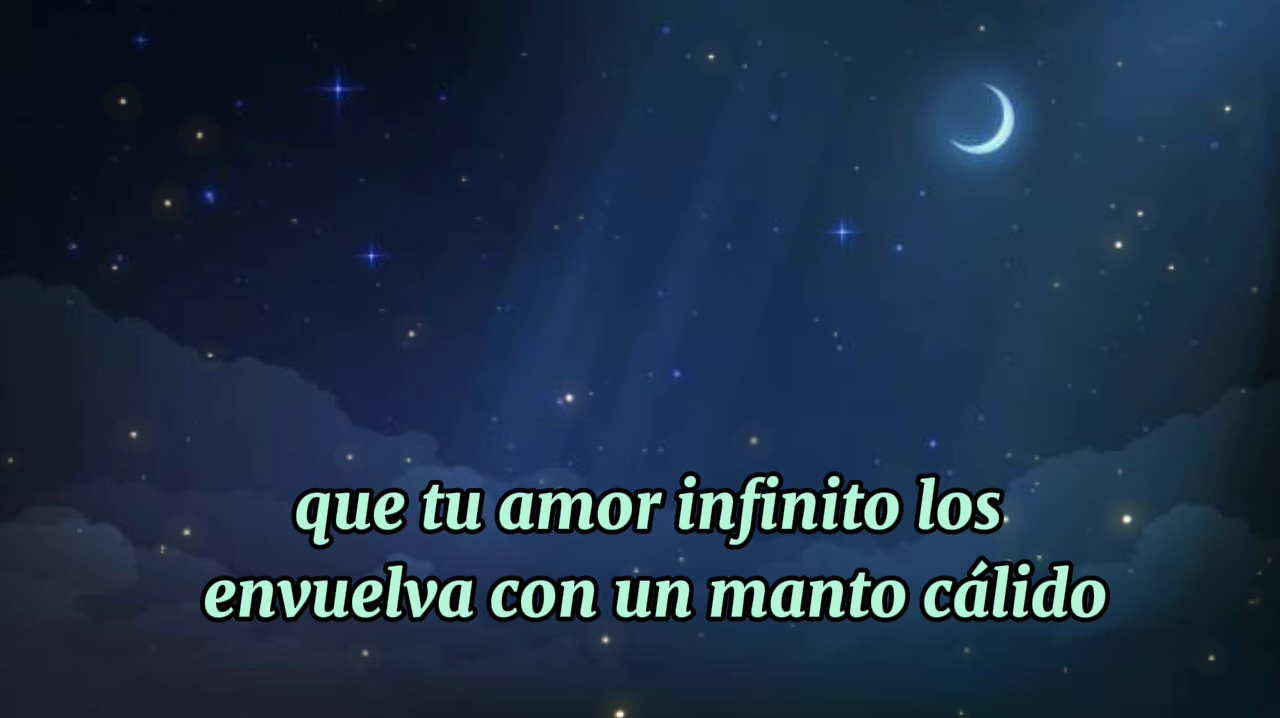 que tu amor infinito los
envuelva con un manto cálido